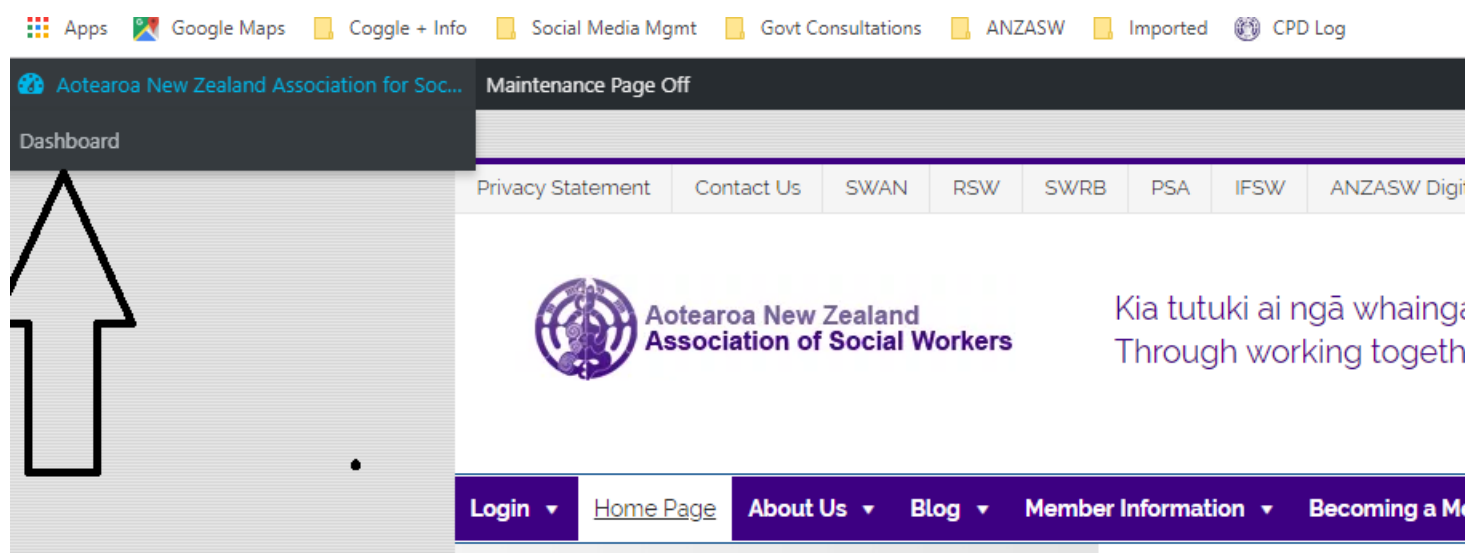 Apps Google Maps Coggle + Info Social Media Mgmt Govt Consultations ANZASW Imported CPD Log
Aotearoa New Zealand Association for Soc... Maintenance Page Off
Dashboard
Privacy Statement Contact Us SWAN RSW SWRB PSA IFSW ANZASW Digi
Aotearoa New Zealand
Association of Social Workers
Kia tutuki ai ngā whainga
Through working togeth
Login Home Page About Us Blog Member Information Becoming a Me